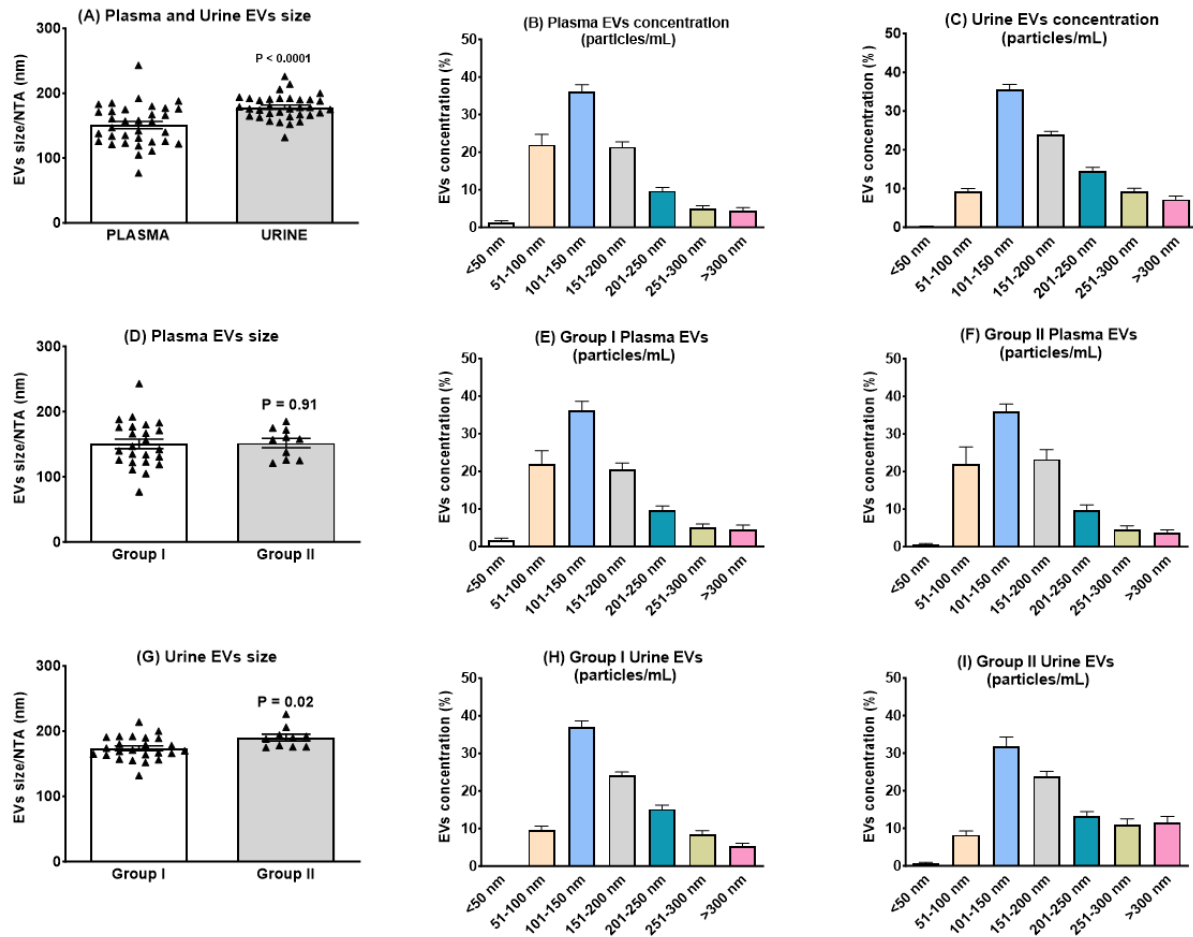 (A) Plasma and Urine EVs size
EVs size/NTA (nm)
300
200
100
0
P < 0.0001
PLASMA
URINE
(B) Plasma EVs concentration
(particles/mL)
EVs concentration (%)
50
40
30
20
10
0
<50 nm
51-100 nm
101-150 nm
151-200 nm
201-250 nm
251-300 nm
>300 nm
(C) Urine EVs concentration
(particles/mL)
EVs concentration (%)
50
40
30
20
10
0
<50 nm
51-100 nm
101-150 nm
151-200 nm
201-250 nm
251-300 nm
>300 nm
(D) Plasma EVs size
EVs size/NTA (nm)
300
200
100
0
P = 0.91
Group I
Group II
(E) Group I Plasma EVs
(particles/mL)
EVs concentration (%)
50
40
30
20
10
0
<50 nm
51-100 nm
101-150 nm
151-200 nm
201-250 nm
251-300 nm
>300 nm
(F) Group II Plasma EVs
(particles/mL)
EVs concentration (%)
50
40
30
20
10
0
<50 nm
51-100 nm
101-150 nm
151-200 nm
201-250 nm
251-300 nm
>300 nm
(G) Urine EVs size
EVs size/NTA (nm)
300
200
100
0
P = 0.02
Group I
Group II
(H) Group I Urine EVs
(particles/mL)
EVs concentration (%)
50
40
30
20
10
0
<50 nm
51-100 nm
101-150 nm
151-200 nm
201-250 nm
251-300 nm
>300 nm
(I) Group II Urine EVs
(particles/mL)
EVs concentration (%)
50
40
30
20
10
0
<50 nm
51-100 nm
101-150 nm
151-200 nm
201-250 nm
251-300 nm
>300 nm